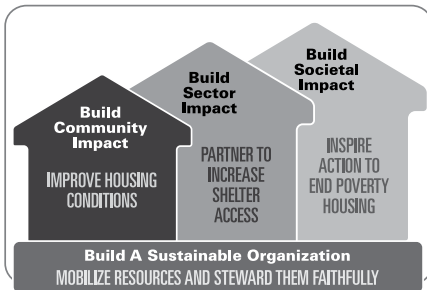 Build
Community
Impact
IMPROVE HOUSING
CONDITIONS
Build
Sector
Impact
PARTNER TO
INCREASE
SHELTER
ACCESS
Build
Societal
Impact
INSPIRE
ACTION TO
END POVERTY
HOUSING
Build A Sustainable Organization
MOBILIZE RESOURCES AND STEWARD THEM FAITHFULLY